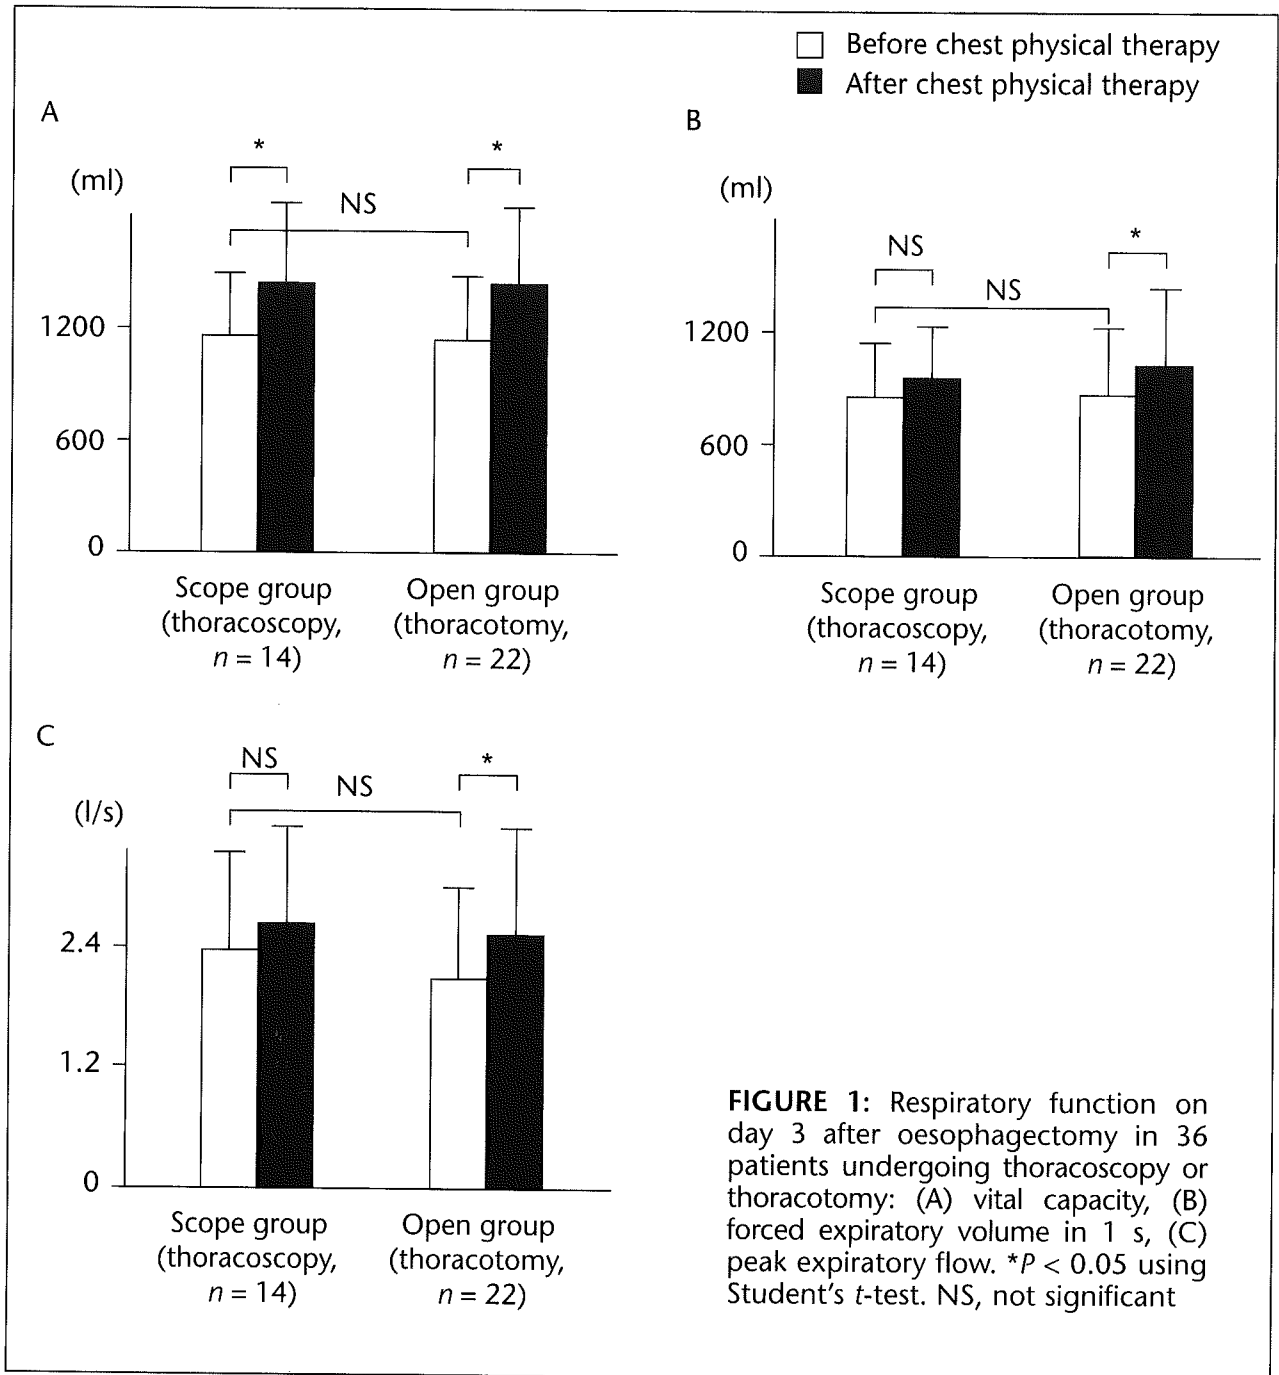 Before chest physical therapy
After chest physical therapy
A
(ml)
*
*
NS
1200
600
0
Scope group
(thoracoscopy,
n = 14)
Open group
(thoracotomy,
n = 22)
B
(ml)
NS
*
NS
1200
600
0
Scope group
(thoracoscopy,
n = 14)
Open group
(thoracotomy,
n = 22)
C
(l/s)
NS
*
NS
2.4
1.2
0
Scope group
(thoracoscopy,
n = 14)
Open group
(thoracotomy,
n = 22)
FIGURE 1: Respiratory function on
day 3 after oesophagectomy in 36
patients undergoing thoracoscopy or
thoracotomy: (A) vital capacity, (B)
forced expiratory volume in 1 s, (C)
peak expiratory flow. *P < 0.05 using
Student's t-test. NS, not significant